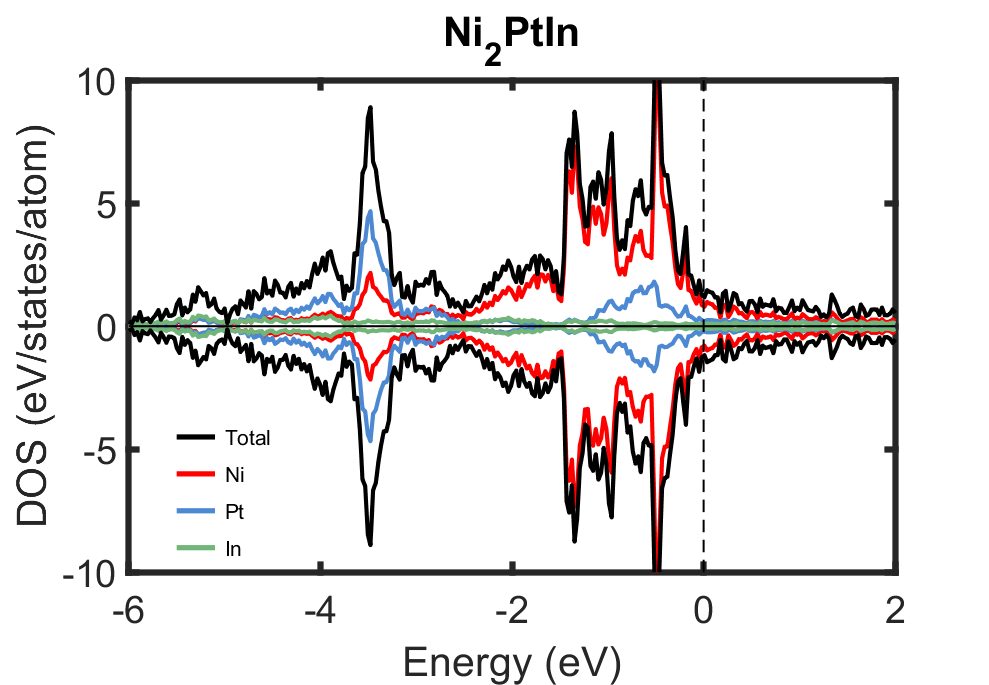 Ni2PtIn
10
5
0
-5
-10
DOS (eV/states/atom)
Total
Ni
Pt
In
-6 -4 -2 0 2
Energy (eV)